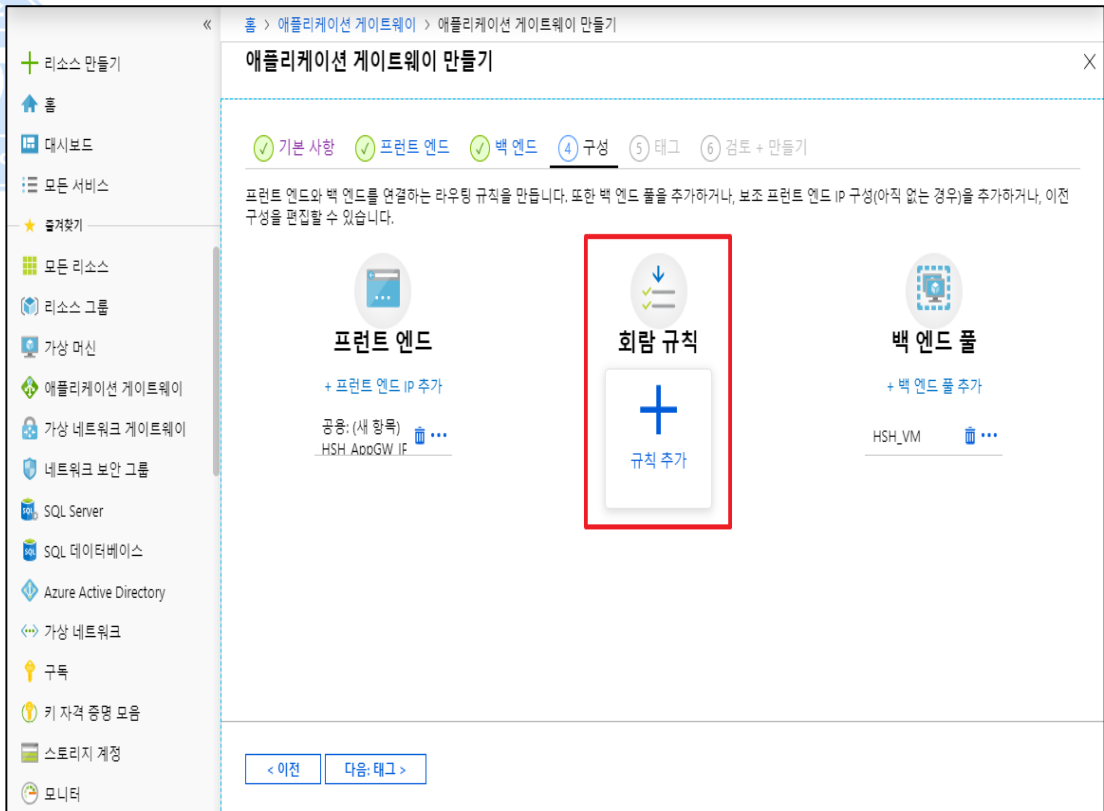 «
+ 리소스 만들기
홈
대시보드
모든 서비스
즐겨찾기
모든 리소스
리소스 그룹
가상 머신
애플리케이션 게이트웨이
가상 네트워크 게이트웨이
네트워크 보안 그룹
SQL Server
SQL 데이터베이스
Azure Active Directory
가상 네트워크
구독
키 자격 증명 모음
스토리지 계정
모니터
홈 > 애플리케이션 게이트웨이 > 애플리케이션 게이트웨이 만들기
애플리케이션 게이트웨이 만들기
기본 사항 프런트 엔드 백 엔드 4 구성 5 태그 6 검토 + 만들기
프런트 엔드와 백 엔드를 연결하는 라우팅 규칙을 만듭니다. 또한 백 엔드 풀을 추가하거나, 보조 프런트 엔드 IP 구성(아직 없는 경우)을 추가하거나, 이전
구성을 편집할 수 있습니다.
프런트 엔드
+ 프런트 엔드 IP 추가
공용: (새 항목)
HSH_AppGW_IP
회람 규칙
규칙 추가
백 엔드 풀
+ 백 엔드 풀 추가
HSH_VM
< 이전 다음: 태그 >